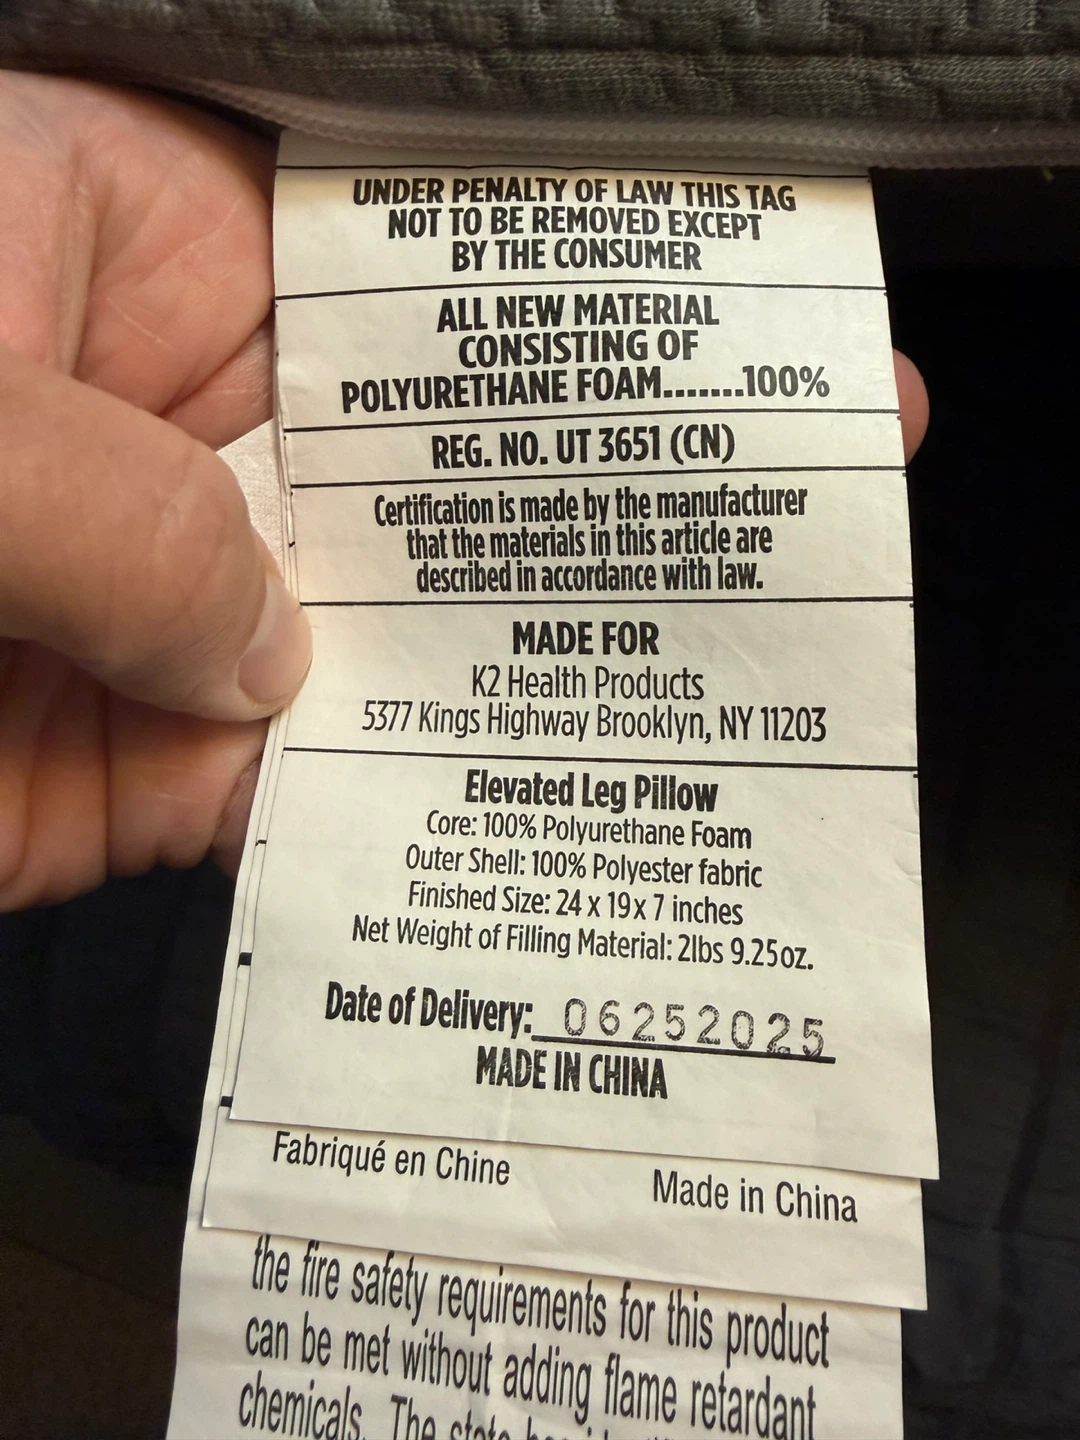 UNDER PENALTY OF LAW THIS TAG
NOT TO BE REMOVED EXCEPT
BY THE CONSUMER
ALL NEW MATERIAL
CONSISTING OF
POLYURETHANE FOAM.......100%
REG. NO. UT 3651 (CN)
Certification is made by the manufacturer
that the materials in this article are
described in accordance with law.
MADE FOR
K2 Health Products
5377 Kings Highway Brooklyn, NY 11203
Elevated Leg Pillow
Core: 100% Polyurethane Foam
Outer Shell: 100% Polyester fabric
Finished Size: 24 x 19 x 7 inches
Net Weight of Filling Material: 2lbs 9.25oz.
Date of Delivery: 06252025
MADE IN CHINA
Fabriqué en Chine Made in China
the fire safety requirements for this product
can be met without adding flame retardant
chemicals. The state